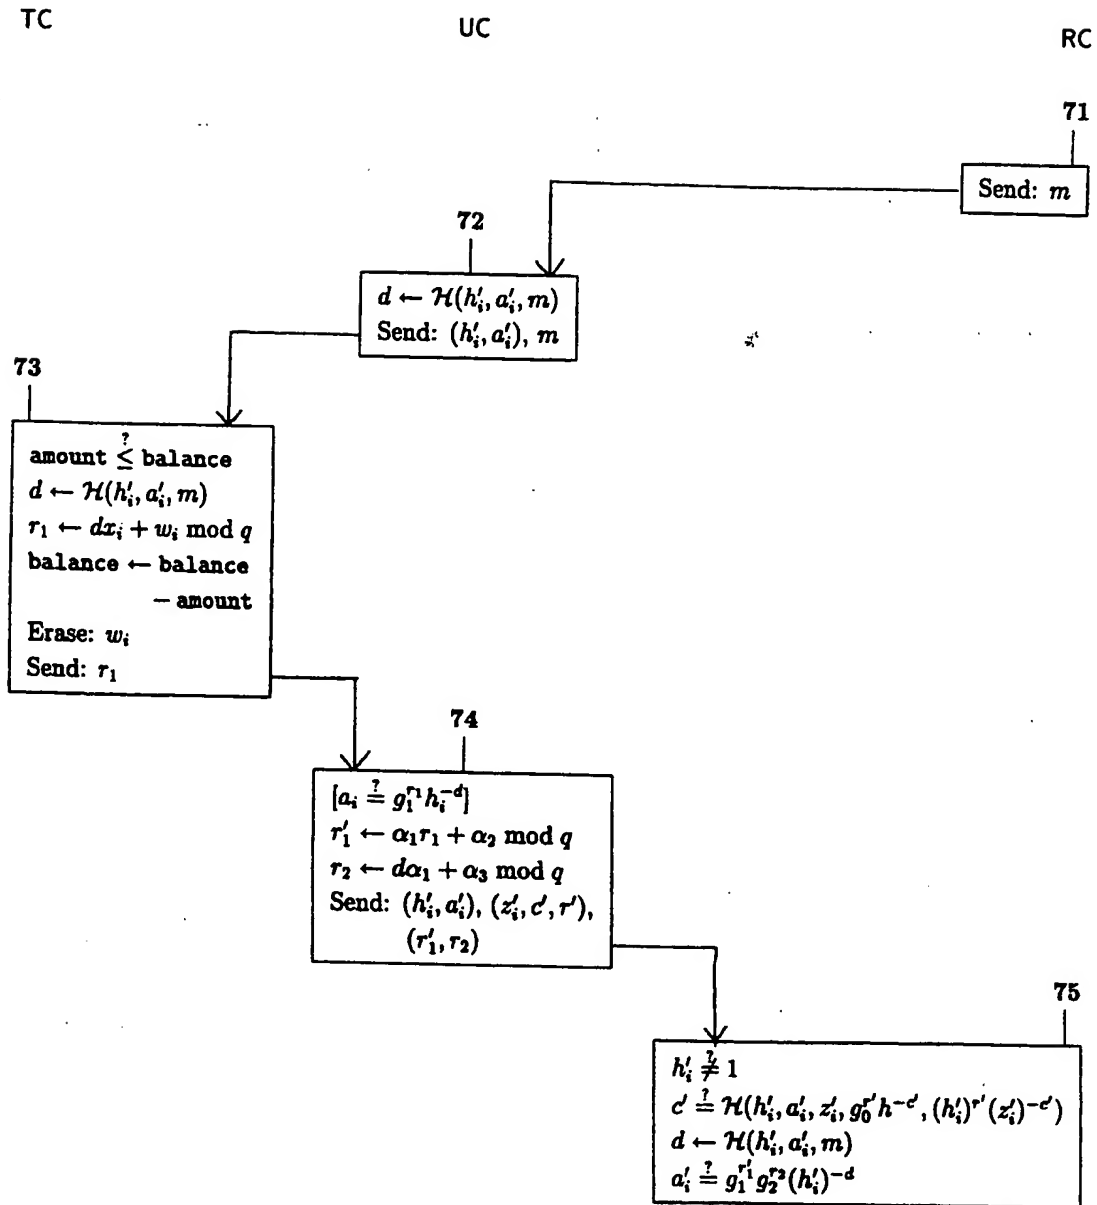 TC
UC
RC
71
Send: m
72
d ← ℋ(h′ᵢ, a′ᵢ, m)
Send: (h′ᵢ, a′ᵢ), m
73
amount ≤? balance
d ← ℋ(h′ᵢ, a′ᵢ, m)
r₁ ← dxᵢ + wᵢ mod q
balance ← balance
− amount
Erase: wᵢ
Send: r₁
74
[aᵢ =? g₁^{r₁} hᵢ^{-d}]
r′₁ ← α₁r₁ + α₂ mod q
r₂ ← dα₁ + α₃ mod q
Send: (h′ᵢ, a′ᵢ), (z′ᵢ, c′, r′),
(r′₁, r₂)
75
h′ᵢ ≠? 1
c′ =? ℋ(h′ᵢ, a′ᵢ, z′ᵢ, g₀^{r′} h^{-c′}, (h′ᵢ)^{r′} (z′ᵢ)^{-c′})
d ← ℋ(h′ᵢ, a′ᵢ, m)
a′ᵢ =? g₁^{r′₁} g₂^{r₂} (h′ᵢ)^{-d}